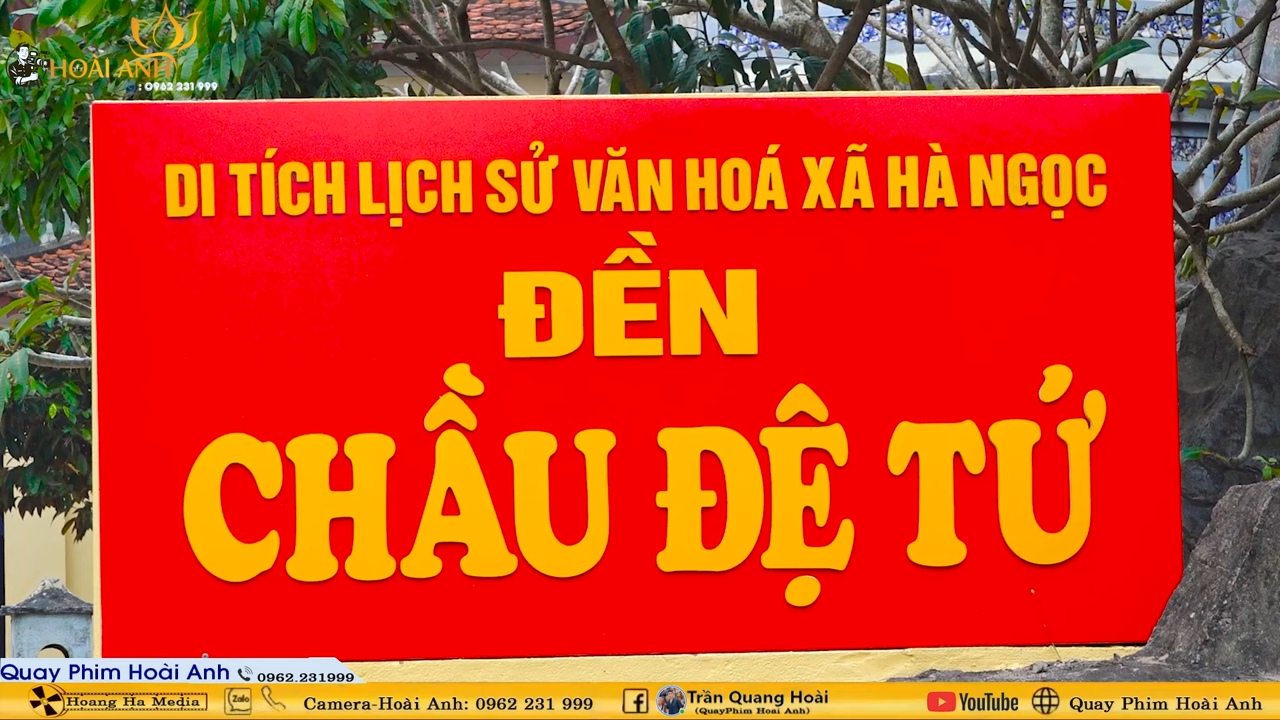 HOÀI ANH
: 0962 231 999
DI TÍCH LỊCH SỬ VĂN HOÁ XÃ HÀ NGỌC
ĐỀN
CHẦU ĐỆ TỨ
Quay Phim Hoài Anh 0962.231999
Hoang Ha Media Zalo Camera-Hoài Anh: 0962 231 999 Trần Quang Hoài YouTube Quay Phim Hoài Anh
(QuayPhim Hoai Anh)